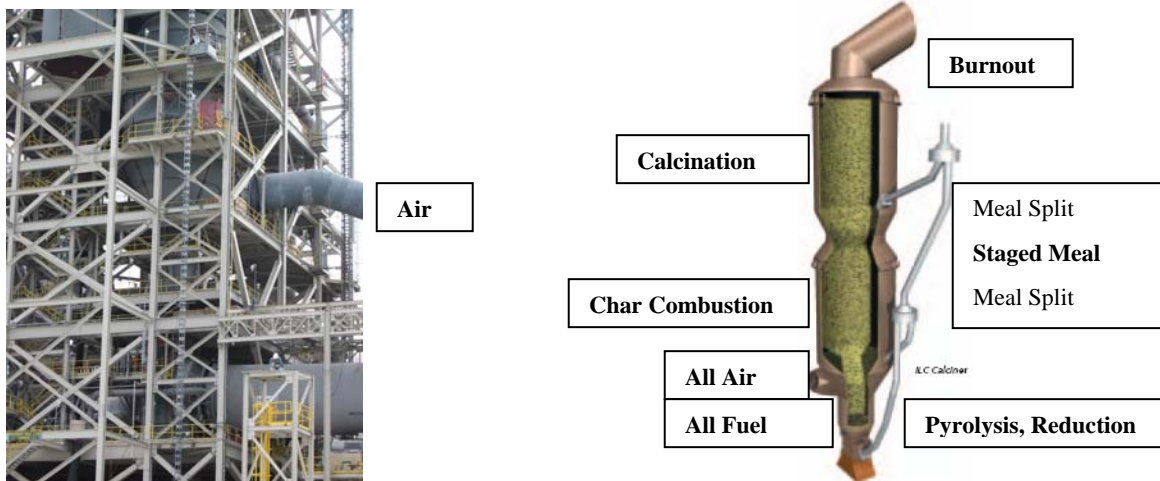 Air
Burnout
Calcination
Meal Split
Staged Meal
Meal Split
Char Combustion
All Air
ILC Calciner
All Fuel
Pyrolysis, Reduction